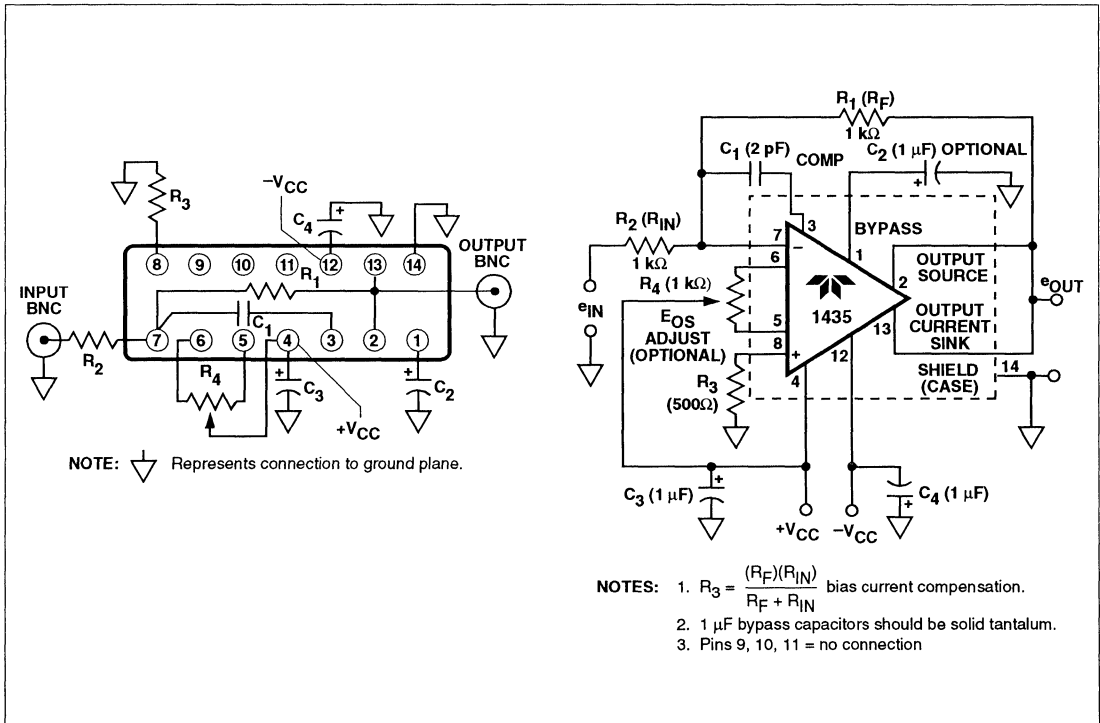 R3
−VCC
C4
+
8
9
10
11
12
13
14
R1
OUTPUT
BNC
INPUT
BNC
C1
7
6
5
4
3
2
1
R2
R4
+
C3
+
C2
+VCC
NOTE: Represents connection to ground plane.
R1 (RF)
1 kΩ
C1 (2 pF)
COMP
C2 (1 μF) OPTIONAL
+
R2 (RIN)
1 kΩ
3
BYPASS
7
−
1
6
R4 (1 kΩ)
OUTPUT
SOURCE
2
eIN
eOUT
1435
EOS
ADJUST
(OPTIONAL)
5
OUTPUT
CURRENT
SINK
13
8
+
12
R3
(500Ω)
4
SHIELD
(CASE)
14
C3 (1 μF)
+
C4 (1 μF)
+
+VCC
−VCC
NOTES: 1. R3 = (RF)(RIN) / RF + RIN bias current compensation.
2. 1 μF bypass capacitors should be solid tantalum.
3. Pins 9, 10, 11 = no connection